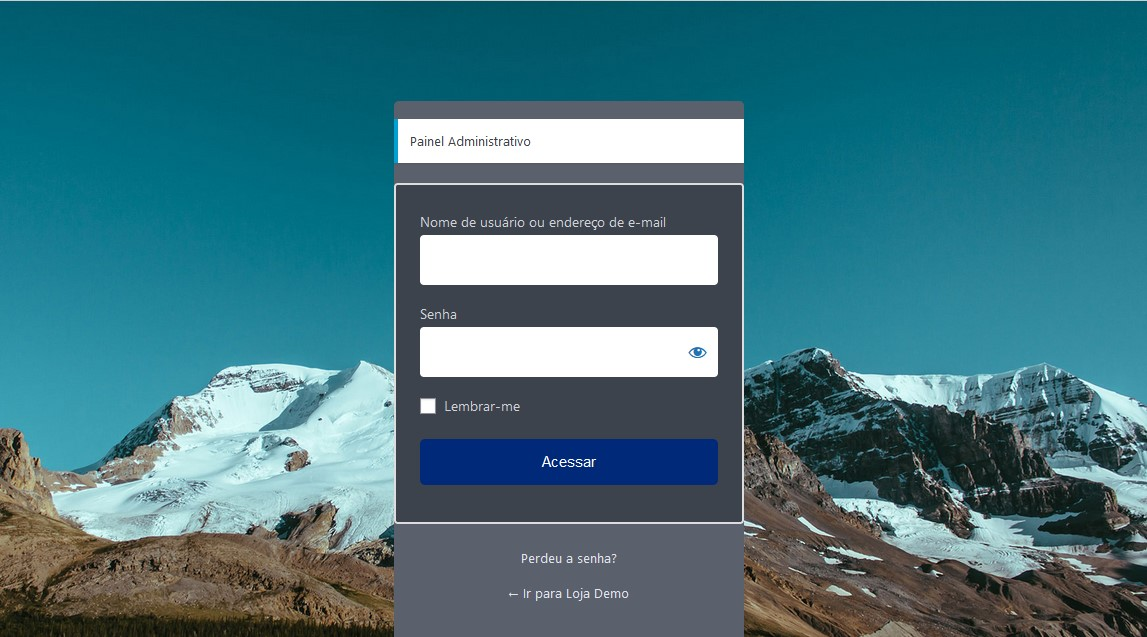 Painel Administrativo
Nome de usuário ou endereço de e-mail
Senha
Lembrar-me
Acessar
Perdeu a senha?
← Ir para Loja Demo